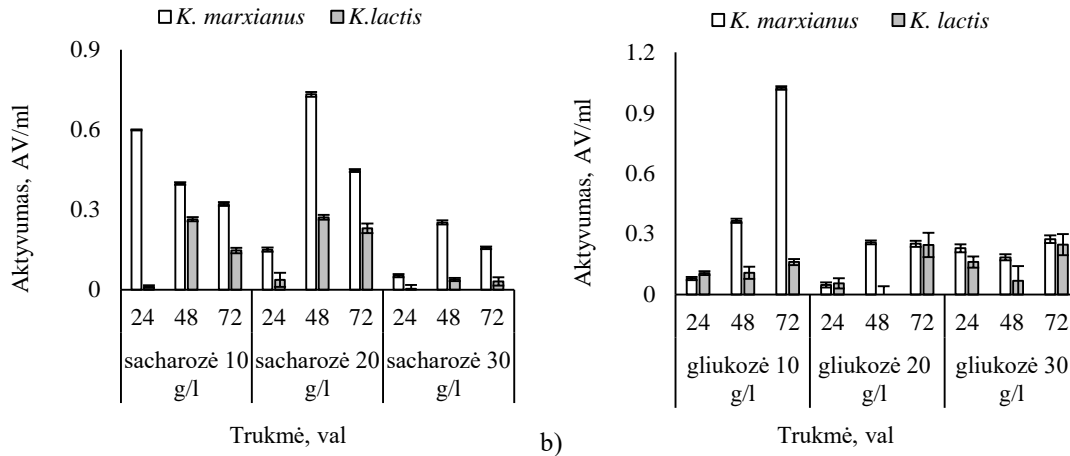 K. marxianus K.lactis
Aktyvumas, AV/ml
0.9
0.6
0.3
0
24 48 72 24 48 72 24 48 72
sacharozė 10 g/l sacharozė 20 g/l sacharozė 30 g/l
Trukmė, val
b)
K. marxianus K. lactis
Aktyvumas, AV/ml
1.2
0.9
0.6
0.3
0
24 48 72 24 48 72 24 48 72
gliukozė 10 g/l gliukozė 20 g/l gliukozė 30 g/l
Trukmė, val